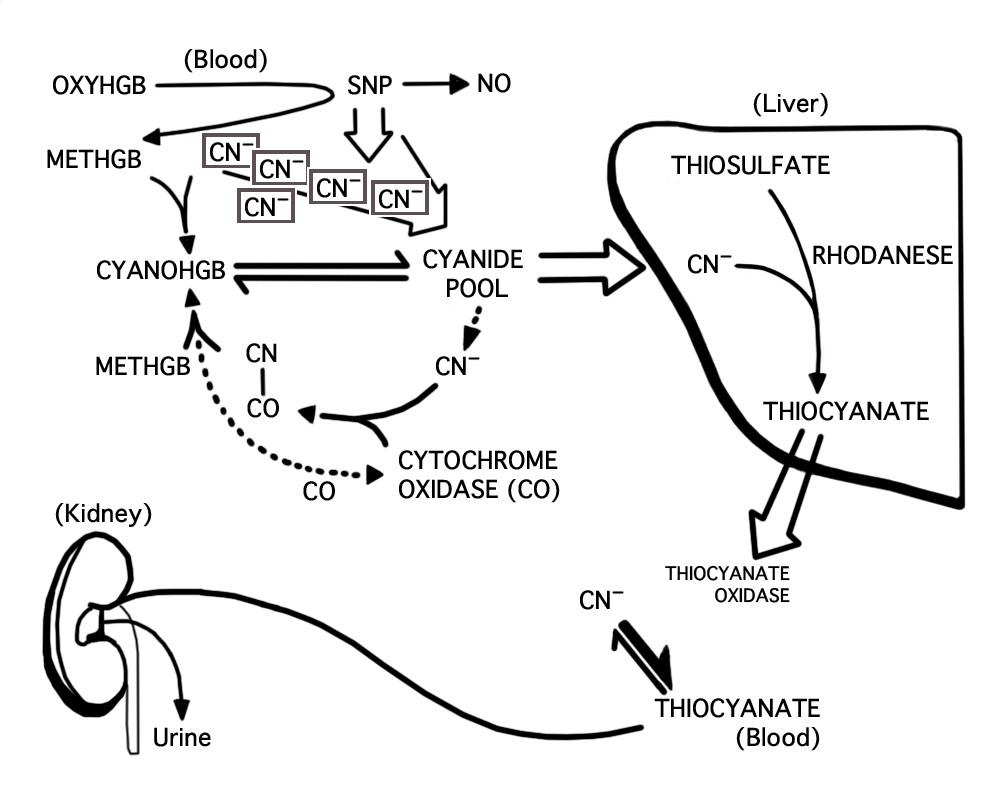 (Blood)
OXYHGB
SNP
NO
METHGB
CN⁻
CN⁻
CN⁻
CN⁻
CN⁻
CYANOHGB
CYANIDE
POOL
METHGB
CN
CO
CN⁻
CO
CYTOCHROME
OXIDASE (CO)
(Liver)
THIOSULFATE
CN⁻
RHODANESE
THIOCYANATE
THIOCYANATE
OXIDASE
CN⁻
THIOCYANATE
(Blood)
(Kidney)
Urine